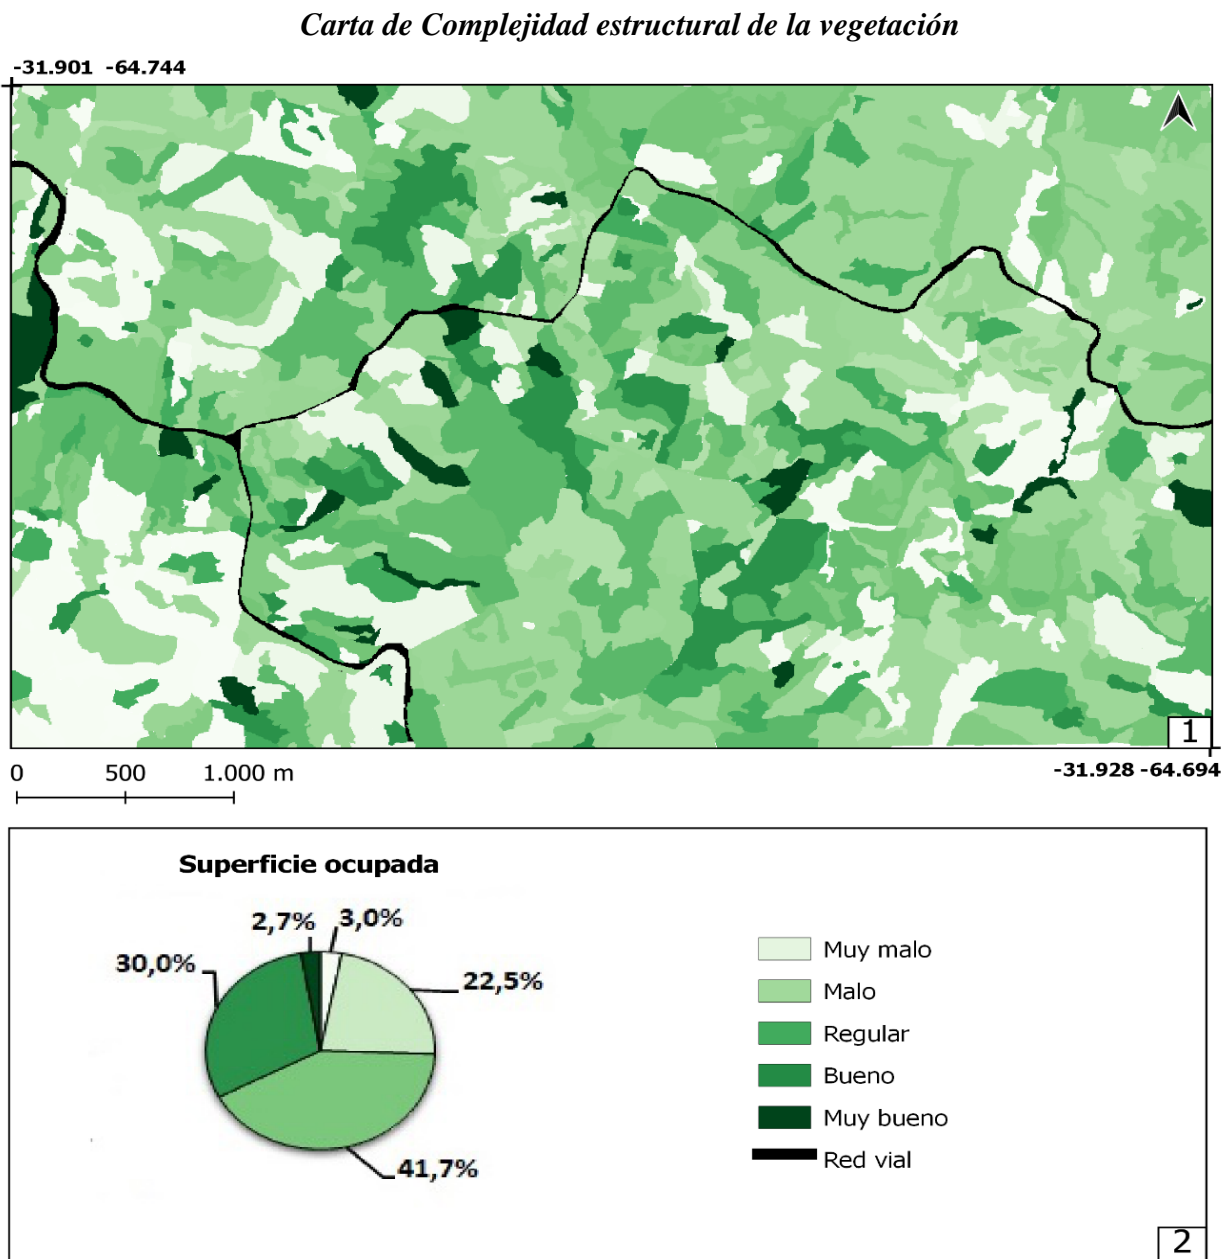 Carta de Complejidad estructural de la vegetación
-31.901 -64.744
1
0 500 1.000 m
-31.928 -64.694
Superficie ocupada
2,7% 3,0%
30,0%
22,5%
41,7%
Muy malo
Malo
Regular
Bueno
Muy bueno
Red vial
2